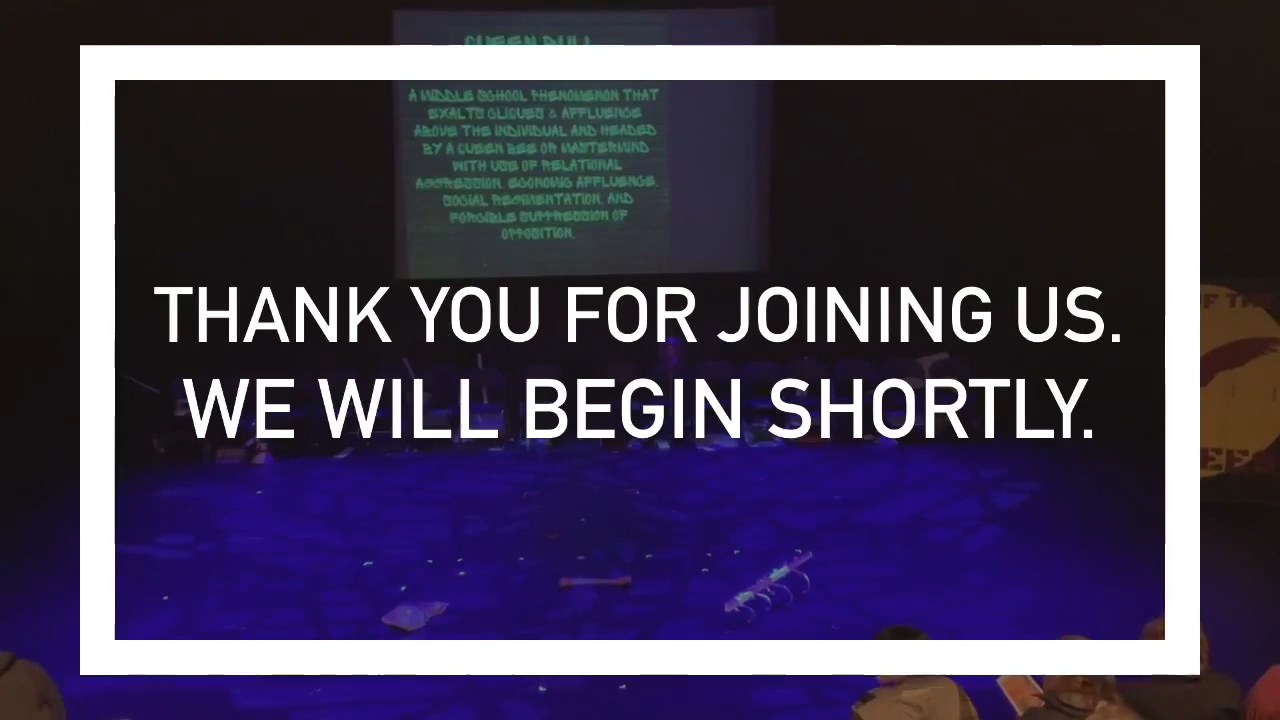 A MIDDLE SCHOOL PHENOMENON THAT
EXALTS CLIQUES & AFFLUENCE
ABOVE THE INDIVIDUAL AND HEADED
BY A QUEEN BEE OR MASTERMIND
WITH USE OF RELATIONAL
AGGRESSION, ECONOMIC AFFLUENCE,
SOCIAL REGIMENTATION, AND
FORCIBLE SUPPRESSION OF
OPPOSITION.
THANK YOU FOR JOINING US.
WE WILL BEGIN SHORTLY.